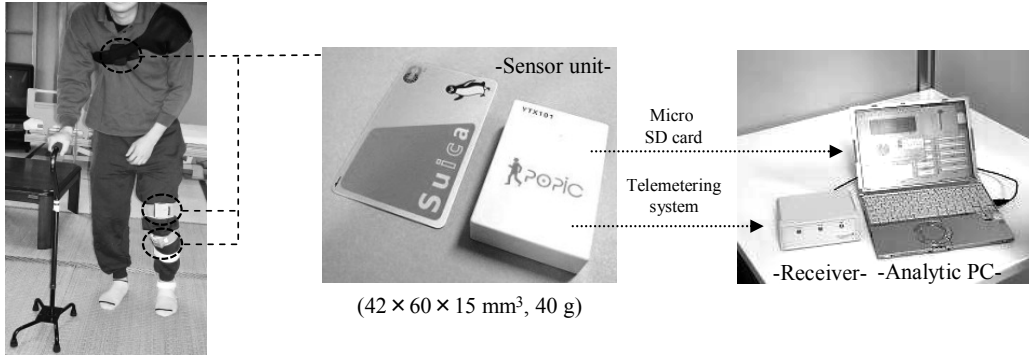 -Sensor unit-
Suica
YTX101
POPiC
Micro
SD card
Telemetering
system
-Receiver-
-Analytic PC-
(42 × 60 × 15 mm³, 40 g)